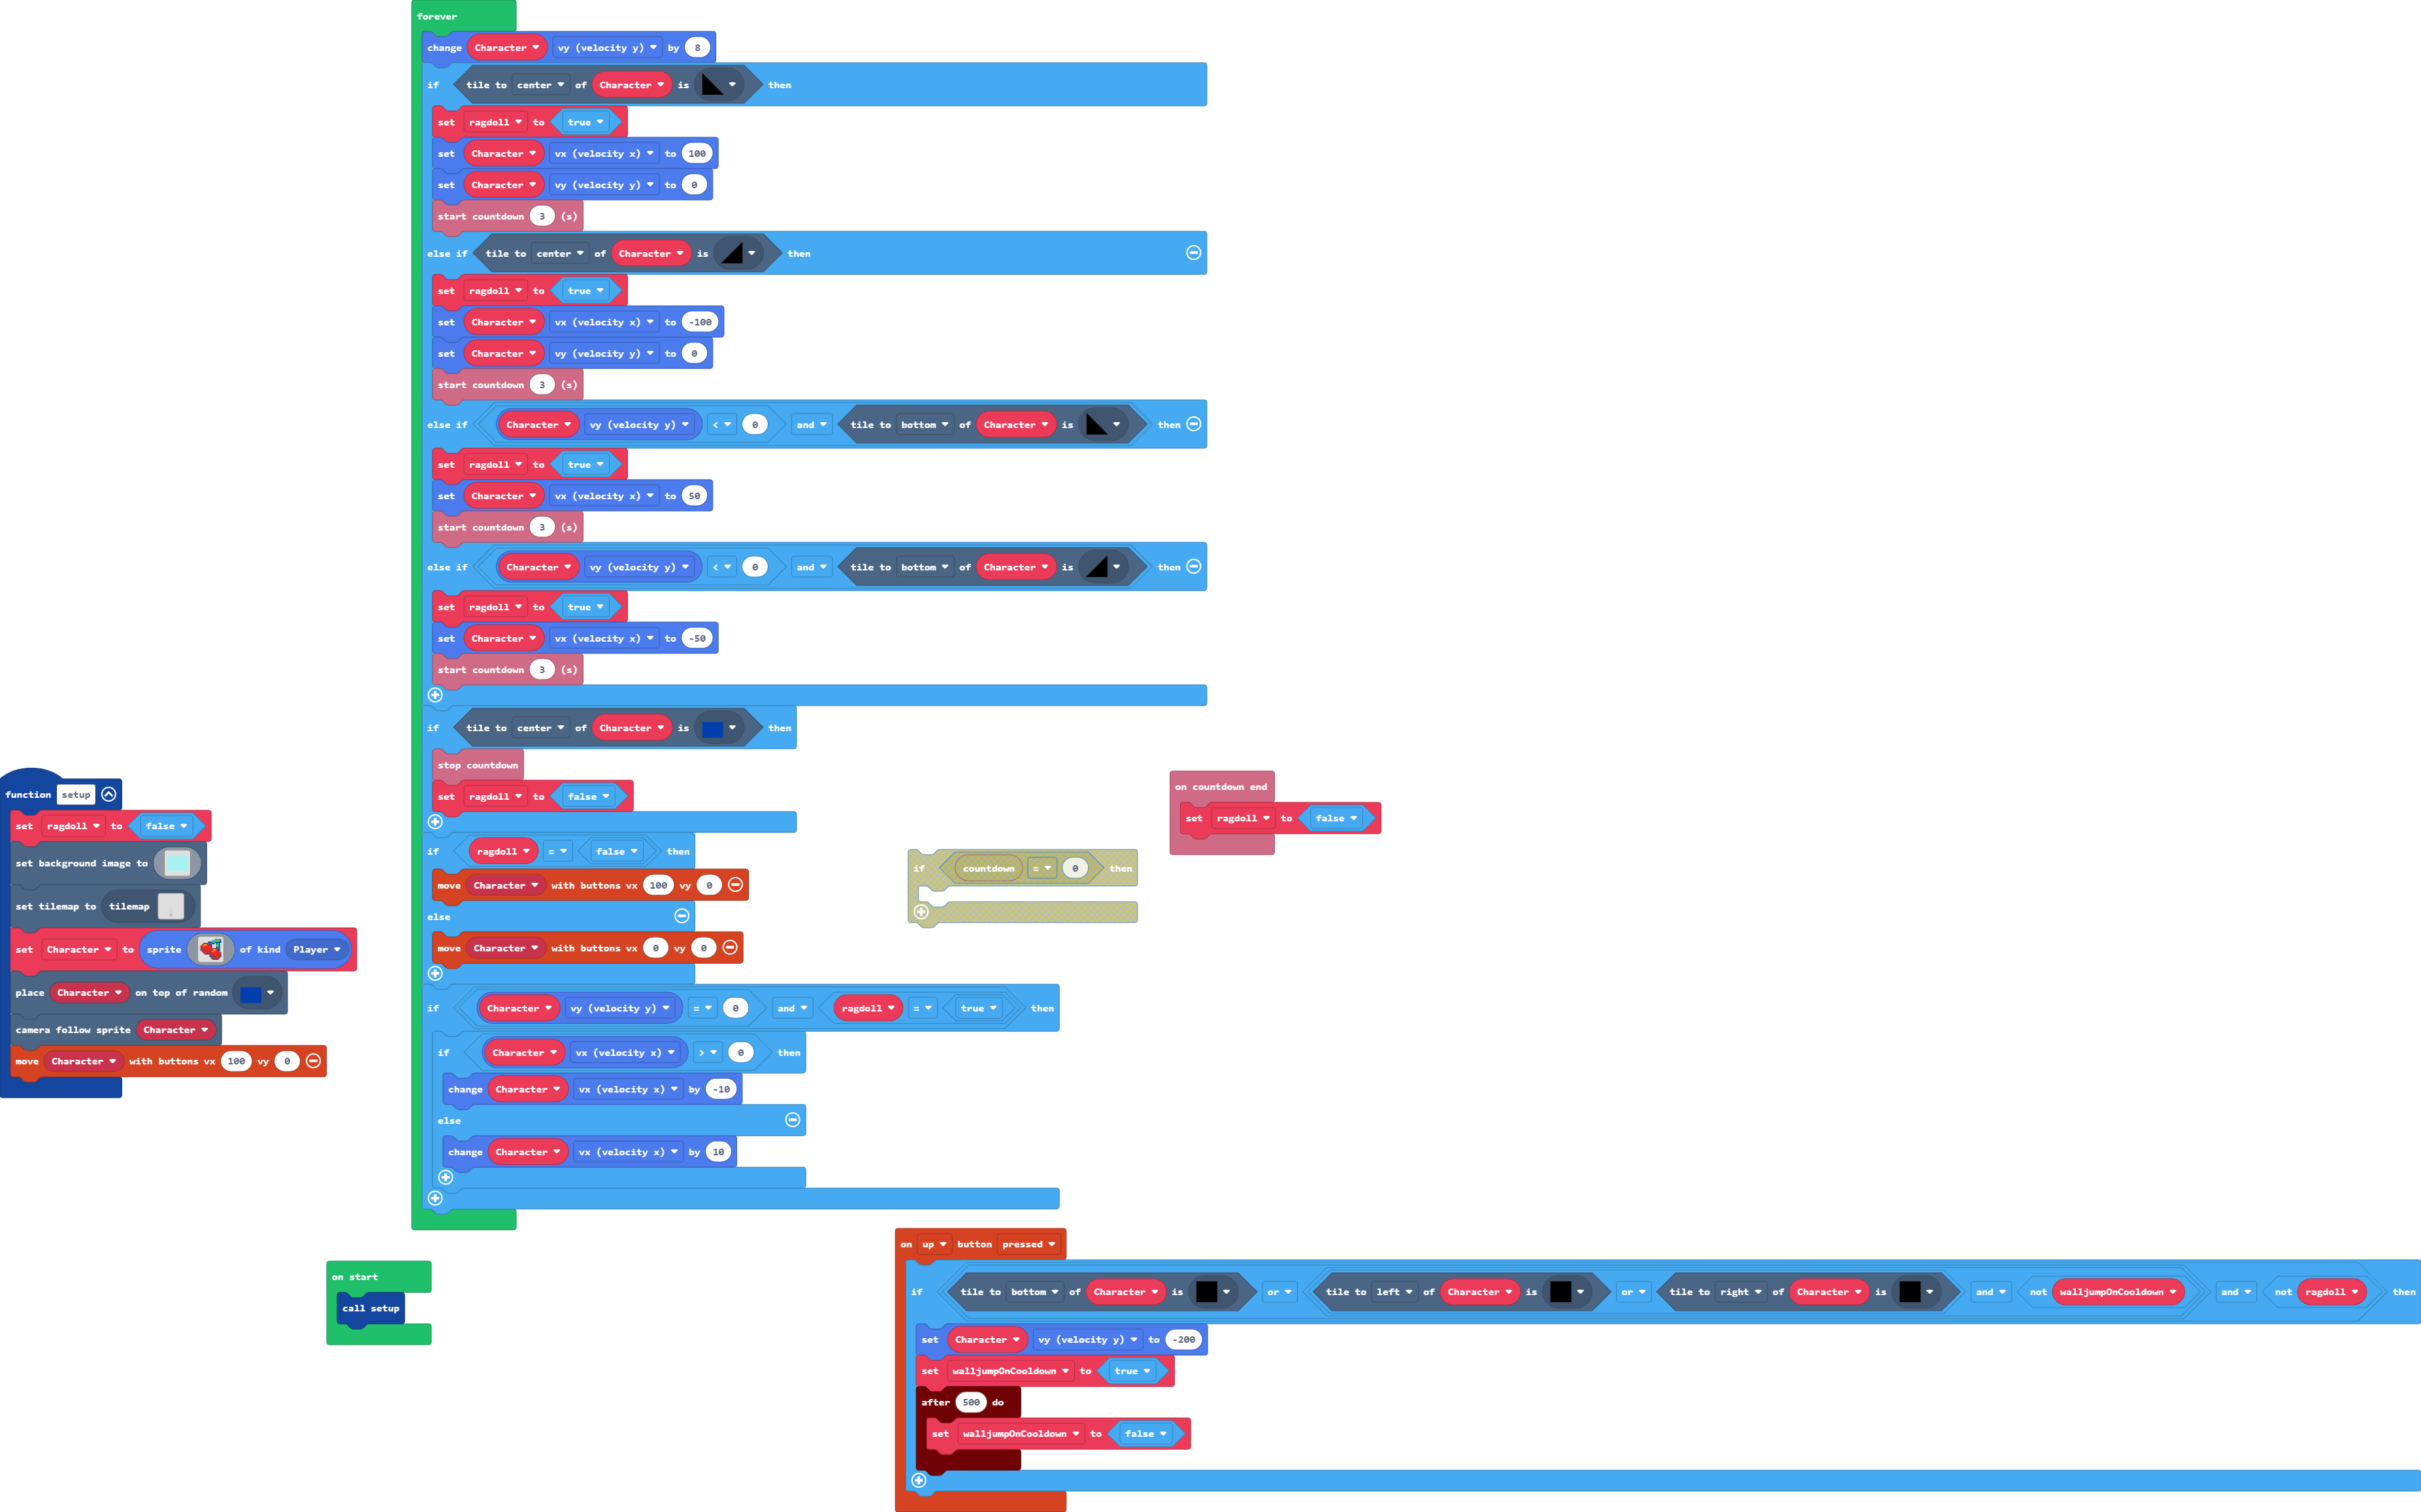 forever
change Character vy (velocity y) by 8
if tile to center of Character is then
set ragdoll to true
set Character vx (velocity x) to 100
set Character vy (velocity y) to 0
start countdown 3 (s)
else if tile to center of Character is then
set ragdoll to true
set Character vx (velocity x) to -100
set Character vy (velocity y) to 0
start countdown 3 (s)
else if Character vy (velocity y) < 0 and tile to bottom of Character is then
set ragdoll to true
set Character vx (velocity x) to 50
start countdown 3 (s)
else if Character vy (velocity y) < 0 and tile to bottom of Character is then
set ragdoll to true
set Character vx (velocity x) to -50
start countdown 3 (s)
if tile to center of Character is then
stop countdown
set ragdoll to false
if ragdoll = false then
move Character with buttons vx 100 vy 0
else
move Character with buttons vx 0 vy 0
if Character vy (velocity y) = 0 and ragdoll = true then
if Character vx (velocity x) > 0 then
change Character vx (velocity x) by -10
else
change Character vx (velocity x) by 10
function setup
set ragdoll to false
set background image to
set tilemap to tilemap
set Character to sprite of kind Player
place Character on top of random
camera follow sprite Character
move Character with buttons vx 100 vy 0
on countdown end
set ragdoll to false
if countdown = 0 then
on start
call setup
on up button pressed
if tile to bottom of Character is or tile to left of Character is or tile to right of Character is and not walljumpOnCooldown and not ragdoll then
set Character vy (velocity y) to -200
set walljumpOnCooldown to true
after 500 do
set walljumpOnCooldown to false